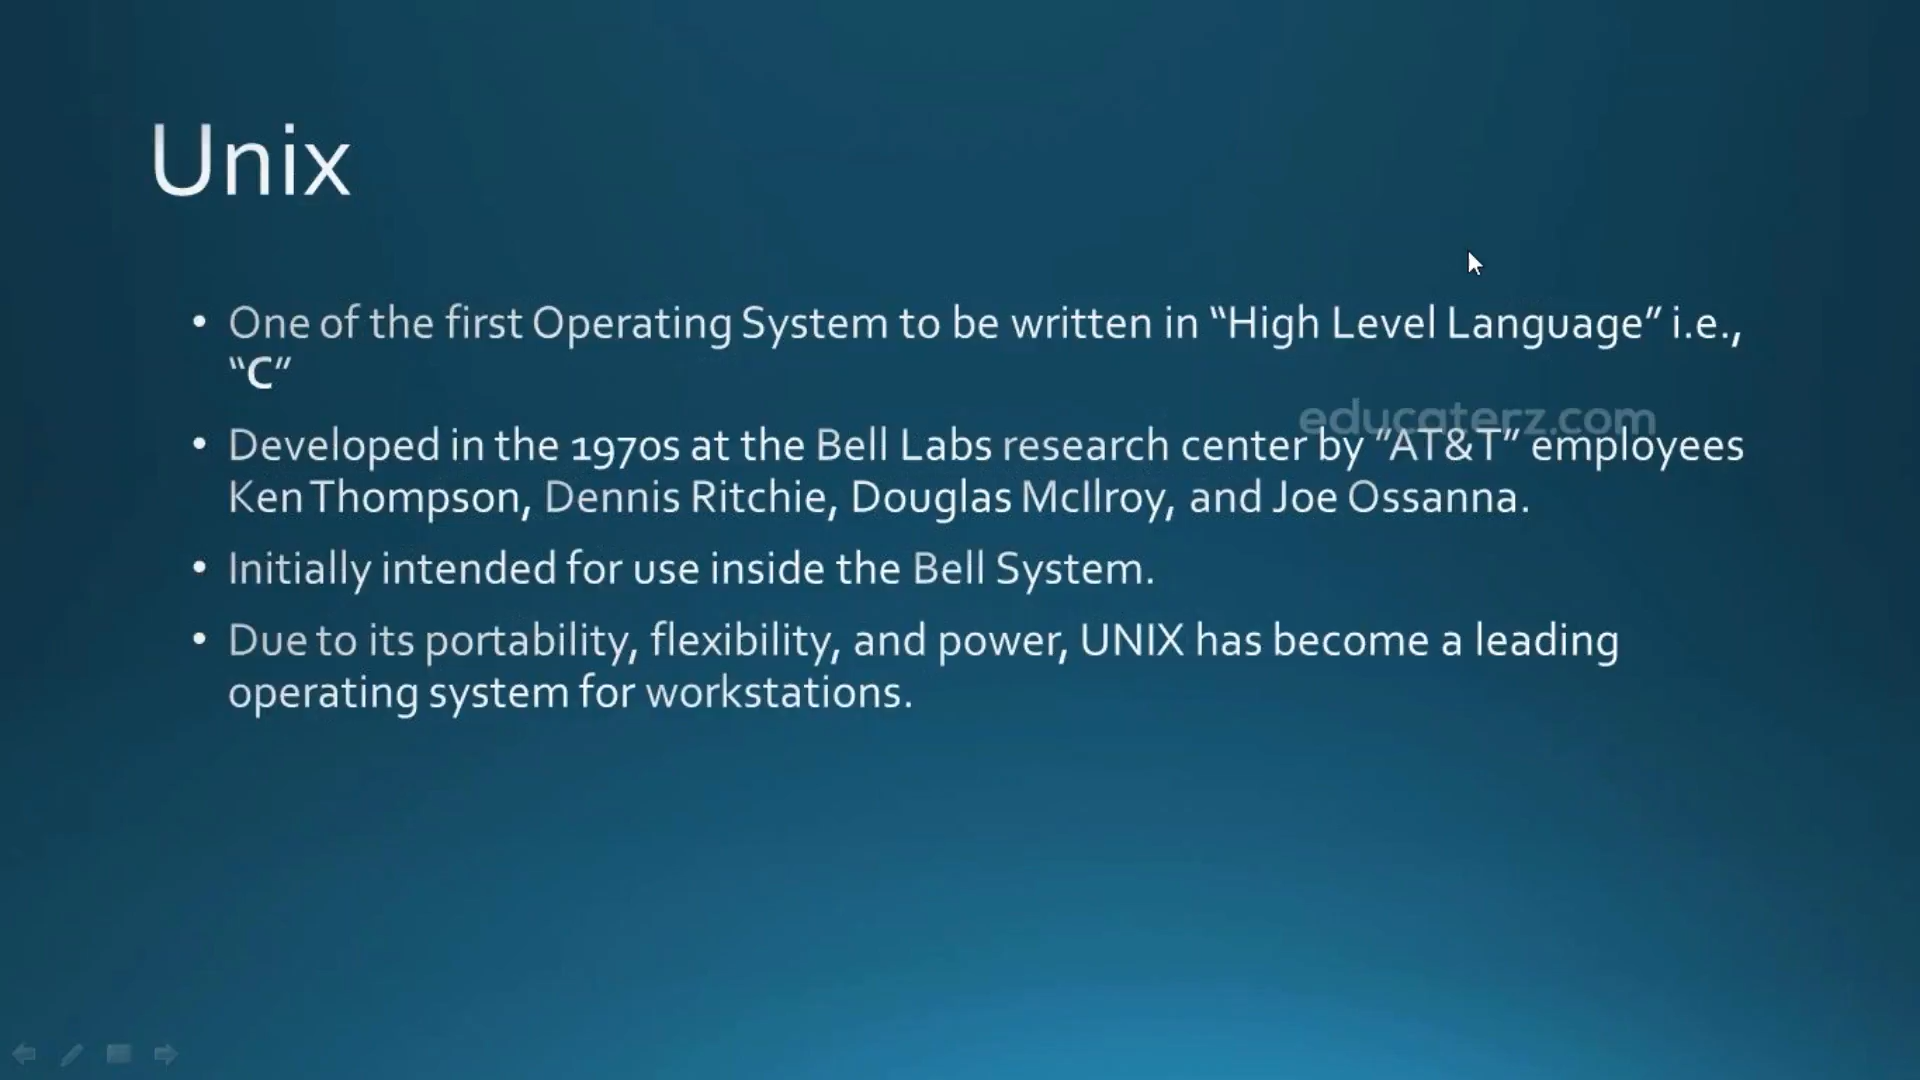 Unix
• One of the first Operating System to be written in “High Level Language” i.e.,
“C”
educaterz.com
• Developed in the 1970s at the Bell Labs research center by ”AT&T” employees
Ken Thompson, Dennis Ritchie, Douglas McIlroy, and Joe Ossanna.
• Initially intended for use inside the Bell System.
• Due to its portability, flexibility, and power, UNIX has become a leading
operating system for workstations.